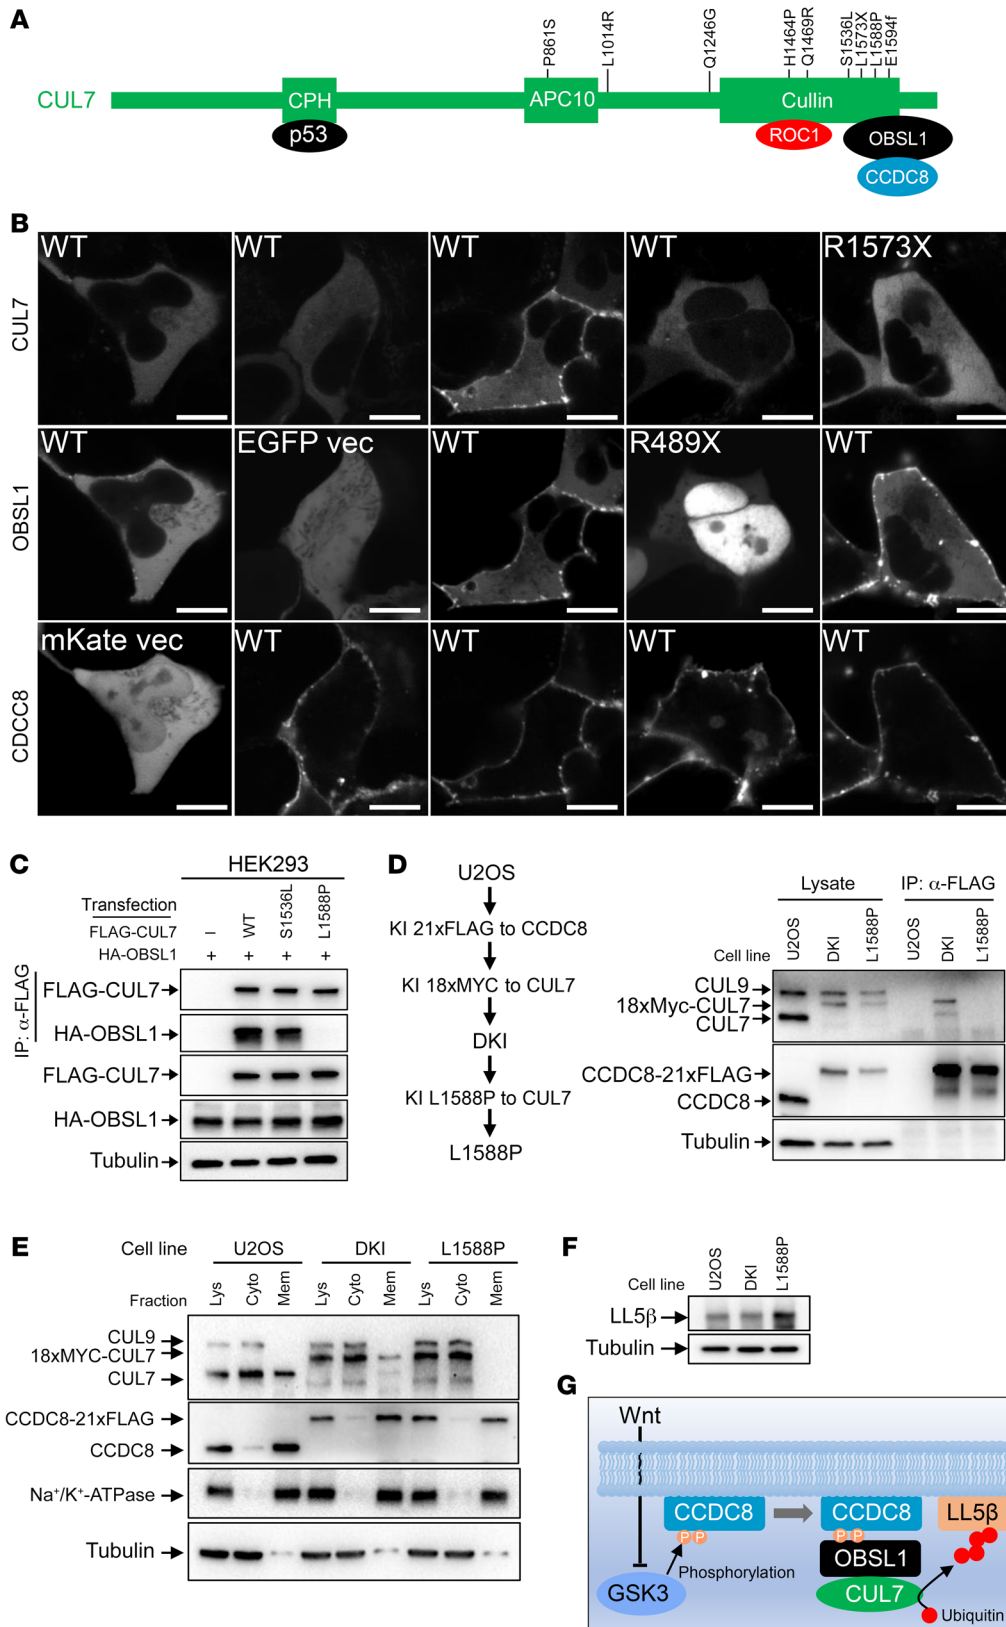 A
P861S
L1014R
Q1246G
H1464P
Q1469R
S1536L
L1573X
L1588P
E1594f
CUL7
CPH
APC10
Cullin
p53
ROC1
OBSL1
CCDC8
B
WT
WT
WT
WT
R1573X
CUL7
WT
EGFP vec
WT
R489X
WT
OBSL1
mKate vec
WT
WT
WT
WT
CDCC8
C
HEK293
Transfection
FLAG-CUL7
– WT S1536L L1588P
HA-OBSL1 + + + +
IP: α-FLAG
FLAG-CUL7
HA-OBSL1
FLAG-CUL7
HA-OBSL1
Tubulin
D
U2OS
KI 21xFLAG to CCDC8
KI 18xMYC to CUL7
DKI
KI L1588P to CUL7
L1588P
Lysate IP: α-FLAG
Cell line U2OS DKI L1588P U2OS DKI L1588P
CUL9
18xMyc-CUL7
CUL7
CCDC8-21xFLAG
CCDC8
Tubulin
E
Cell line U2OS DKI L1588P
Fraction Lys Cyto Mem Lys Cyto Mem Lys Cyto Mem
CUL9
18xMYC-CUL7
CUL7
CCDC8-21xFLAG
CCDC8
Na⁺/K⁺-ATPase
Tubulin
F
Cell line U2OS DKI L1588P
LL5β
Tubulin
G
Wnt
CCDC8
CCDC8
LL5β
P P
P P
OBSL1
Phosphorylation
GSK3
CUL7
Ubiquitin